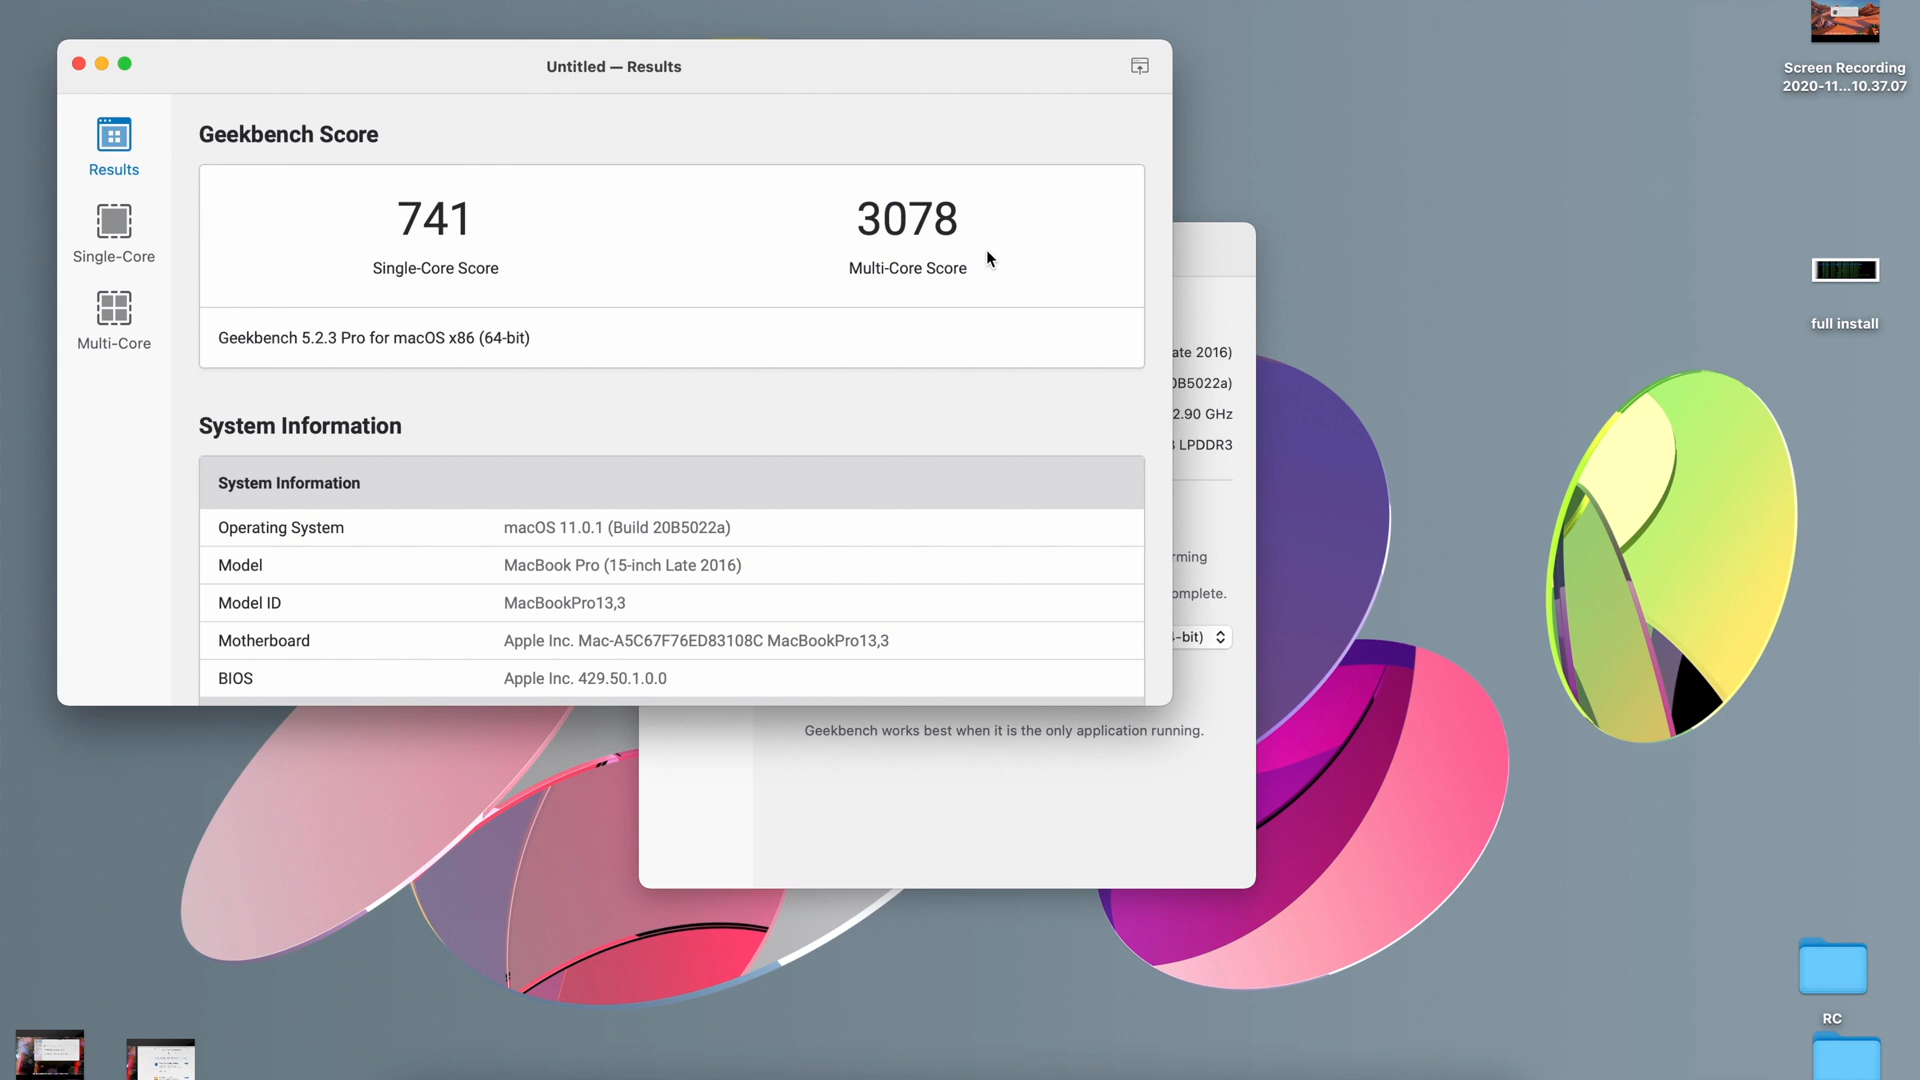 Untitled — Results
Screen Recording
2020-11...10.37.07
Results
Single-Core
Multi-Core
Geekbench Score
741
Single-Core Score
3078
Multi-Core Score
Geekbench 5.2.3 Pro for macOS x86 (64-bit)
System Information
System Information
Operating System macOS 11.0.1 (Build 20B5022a)
Model MacBook Pro (15-inch Late 2016)
Model ID MacBookPro13,3
Motherboard Apple Inc. Mac-A5C67F76ED83108C MacBookPro13,3
BIOS Apple Inc. 429.50.1.0.0
ate 2016)
0B5022a)
2.90 GHz
LPDDR3
rming
omplete.
-bit)
Geekbench works best when it is the only application running.
full install
RC